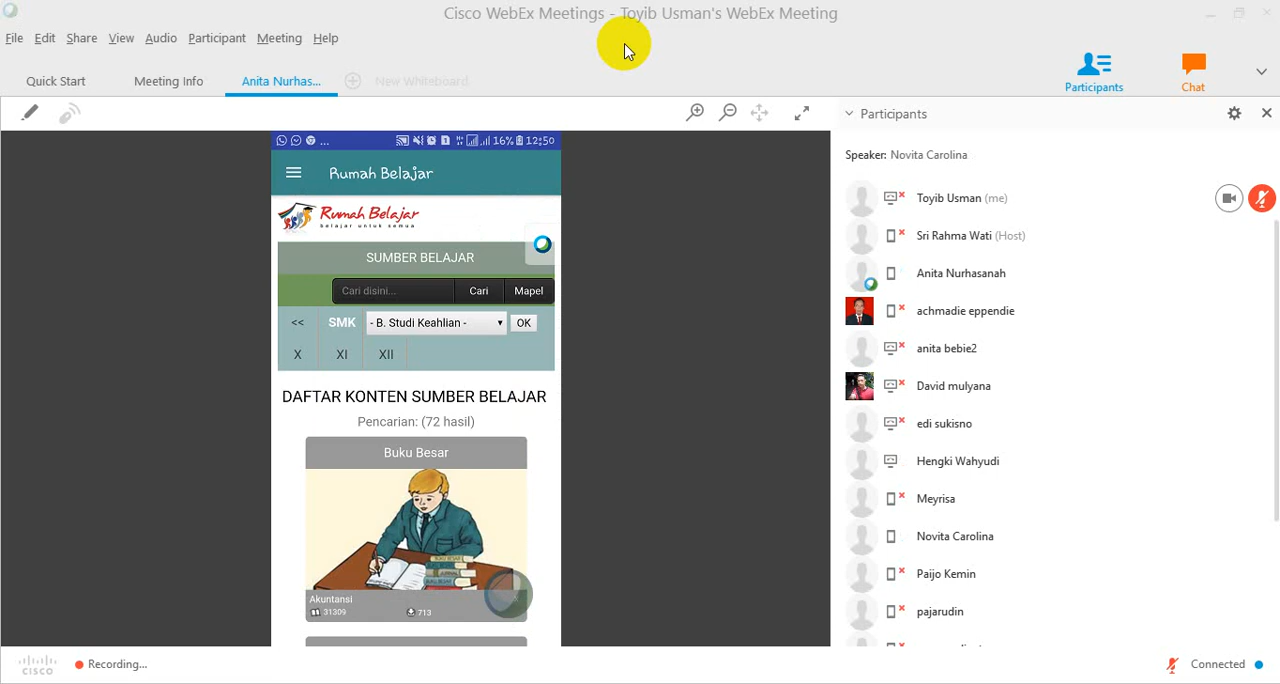 Cisco WebEx Meetings - Toyib Usman's WebEx Meeting
File Edit Share View Audio Participant Meeting Help
Quick Start Meeting Info Anita Nurhas... New Whiteboard
Participants Chat
Participants
Speaker: Novita Carolina
Toyib Usman (me)
Sri Rahma Wati (Host)
Anita Nurhasanah
achmadie eppendie
anita bebie2
David mulyana
edi sukisno
Hengki Wahyudi
Meyrisa
Novita Carolina
Paijo Kemin
pajarudin
... 16% 12:50
Rumah Belajar
Rumah Belajar
belajar untuk semua
SUMBER BELAJAR
Cari disini... Cari Mapel
<< SMK - B. Studi Keahlian - OK
X XI XII
DAFTAR KONTEN SUMBER BELAJAR
Pencarian: (72 hasil)
Buku Besar
Akuntansi
31309 713
cisco Recording... Connected